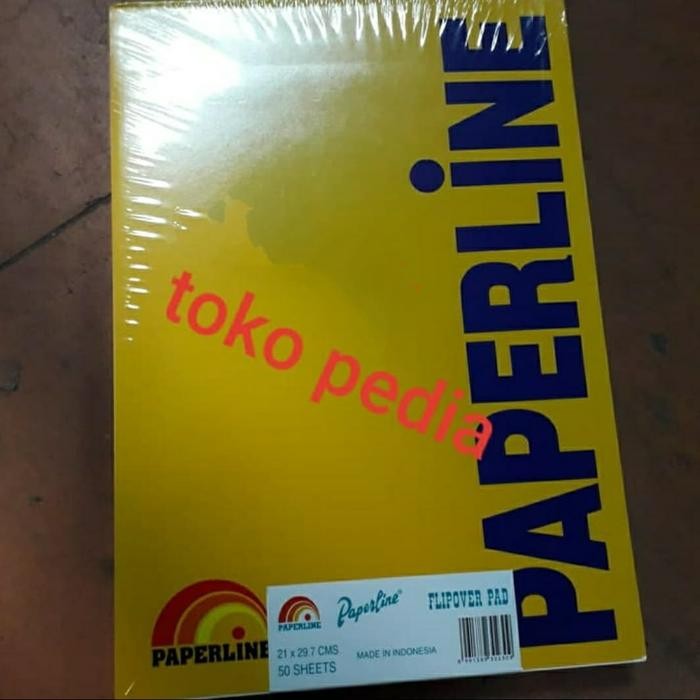 PAPERLiNE
toko pedia
PAPERLINE
PAPERLINE
Paperline®
FLIPOVER PAD
21 x 29.7 CMS
50 SHEETS
MADE IN INDONESIA